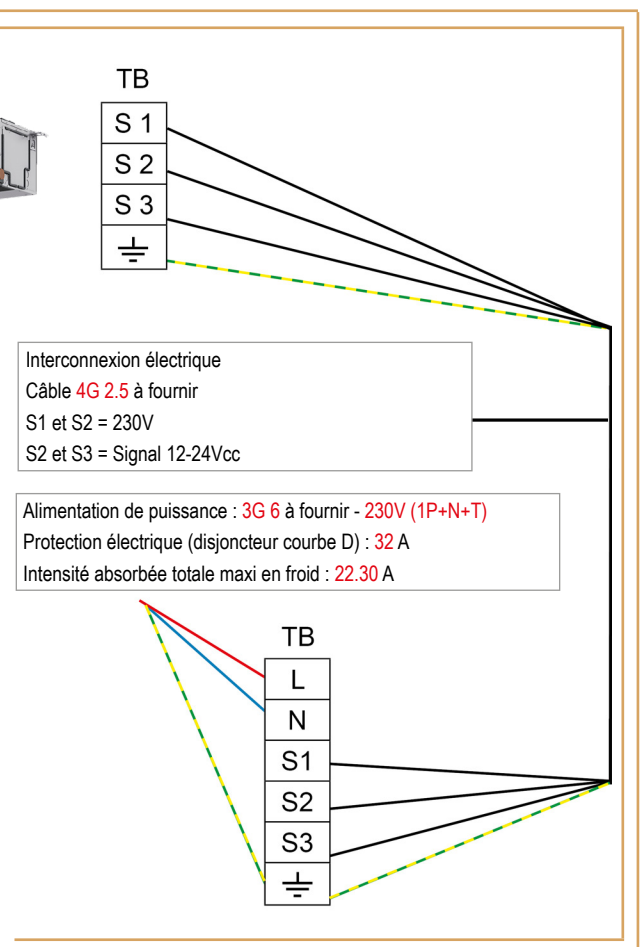 TB
S 1
S 2
S 3
Interconnexion électrique
Câble 4G 2.5 à fournir
S1 et S2 = 230V
S2 et S3 = Signal 12-24Vcc
Alimentation de puissance : 3G 6 à fournir - 230V (1P+N+T)
Protection électrique (disjoncteur courbe D) : 32 A
Intensité absorbée totale maxi en froid : 22.30 A
TB
L
N
S1
S2
S3